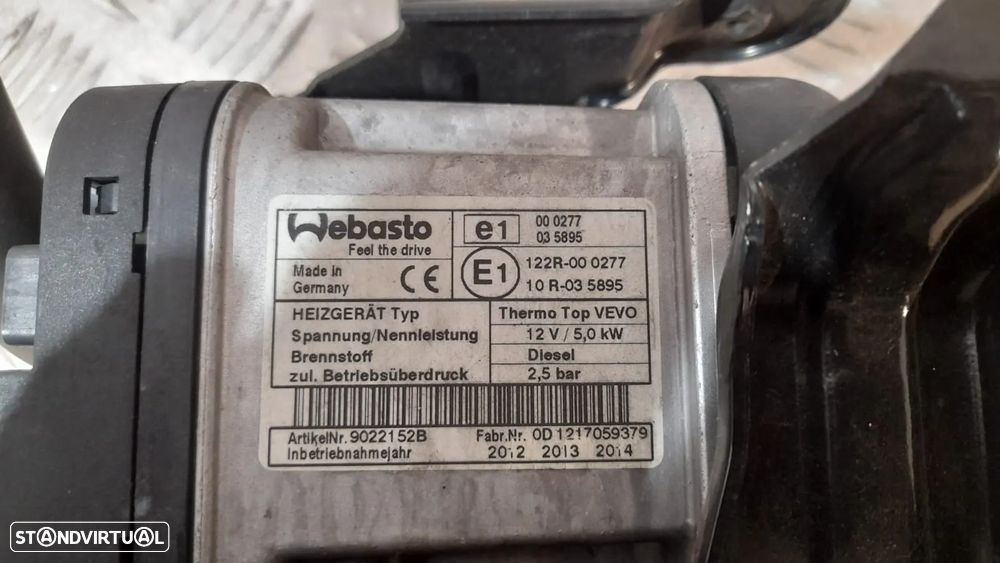 Webasto
Feel the drive
e1
00 0277
03 5895
Made in
Germany
CE
E1
122R-00 0277
10 R-03 5895
HEIZGERÄT Typ
Thermo Top VEVO
Spannung/Nennleistung
12 V / 5,0 kW
Brennstoff
Diesel
zul. Betriebsüberdruck
2,5 bar
ArtikelNr. 9022152B
Fabr.Nr. 0D1217059379
Inbetriebnahmejahr
2012 2013 2014
STANDVIRTUAL